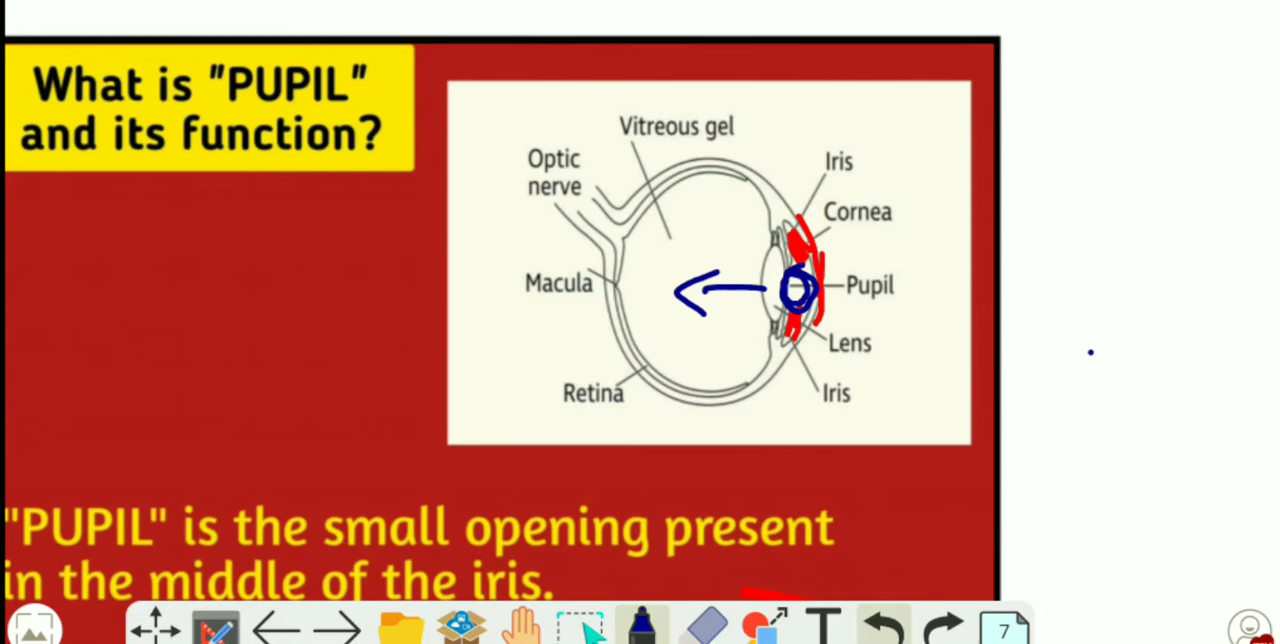 What is "PUPIL"
and its function?
Vitreous gel
Optic
nerve
Iris
Cornea
Macula
Pupil
Lens
Retina
Iris
"PUPIL" is the small opening present
in the middle of the iris.
T
7